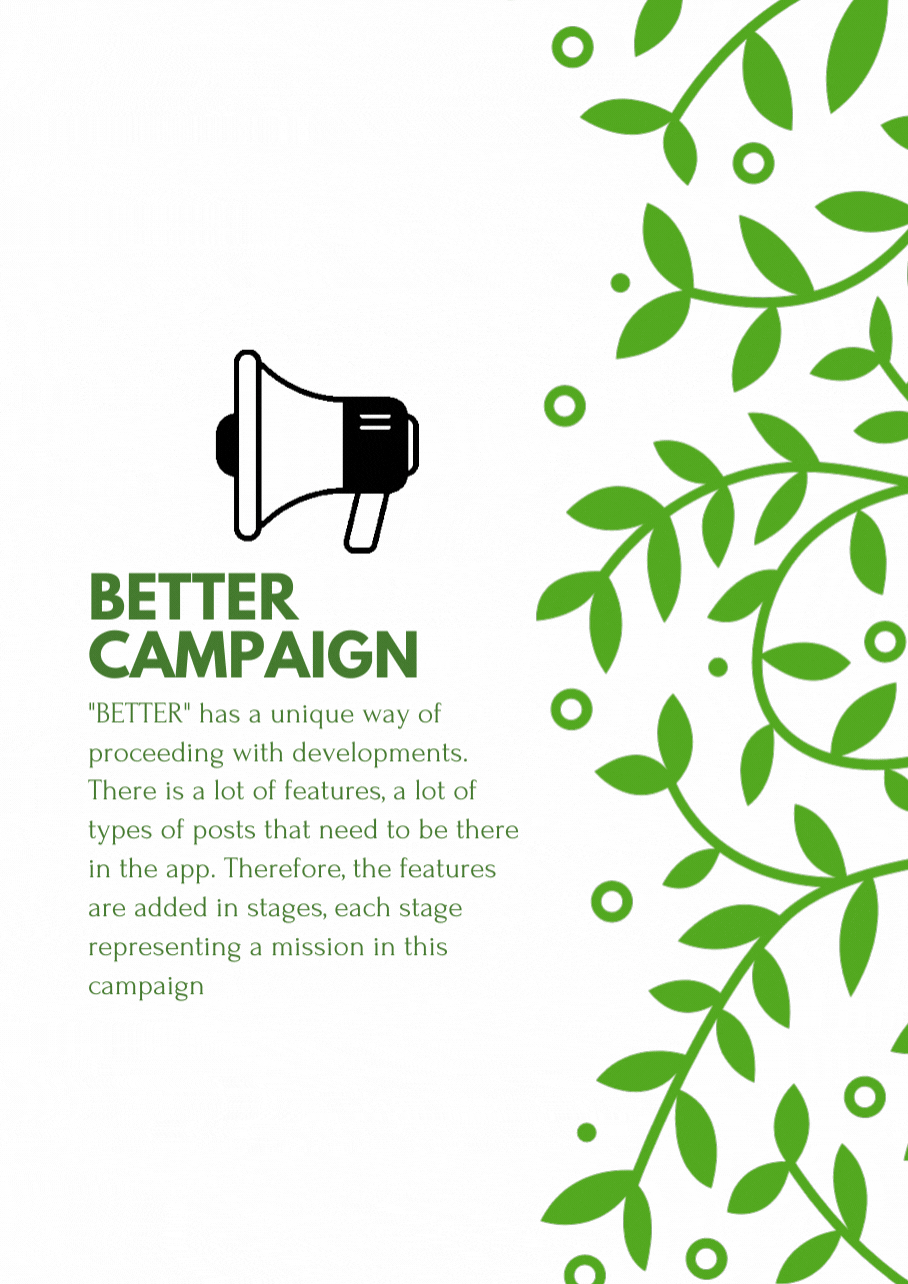 BETTER
CAMPAIGN
"BETTER" has a unique way of
proceeding with developments.
There is a lot of features, a lot of
types of posts that need to be there
in the app. Therefore, the features
are added in stages, each stage
representing a mission in this
campaign